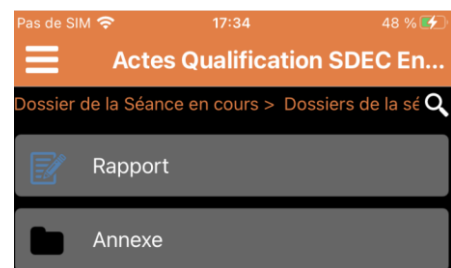 Pas de SIM 17:34 48 %
Actes Qualification SDEC En...
Dossier de la Séance en cours > Dossiers de la sé
Rapport
Annexe